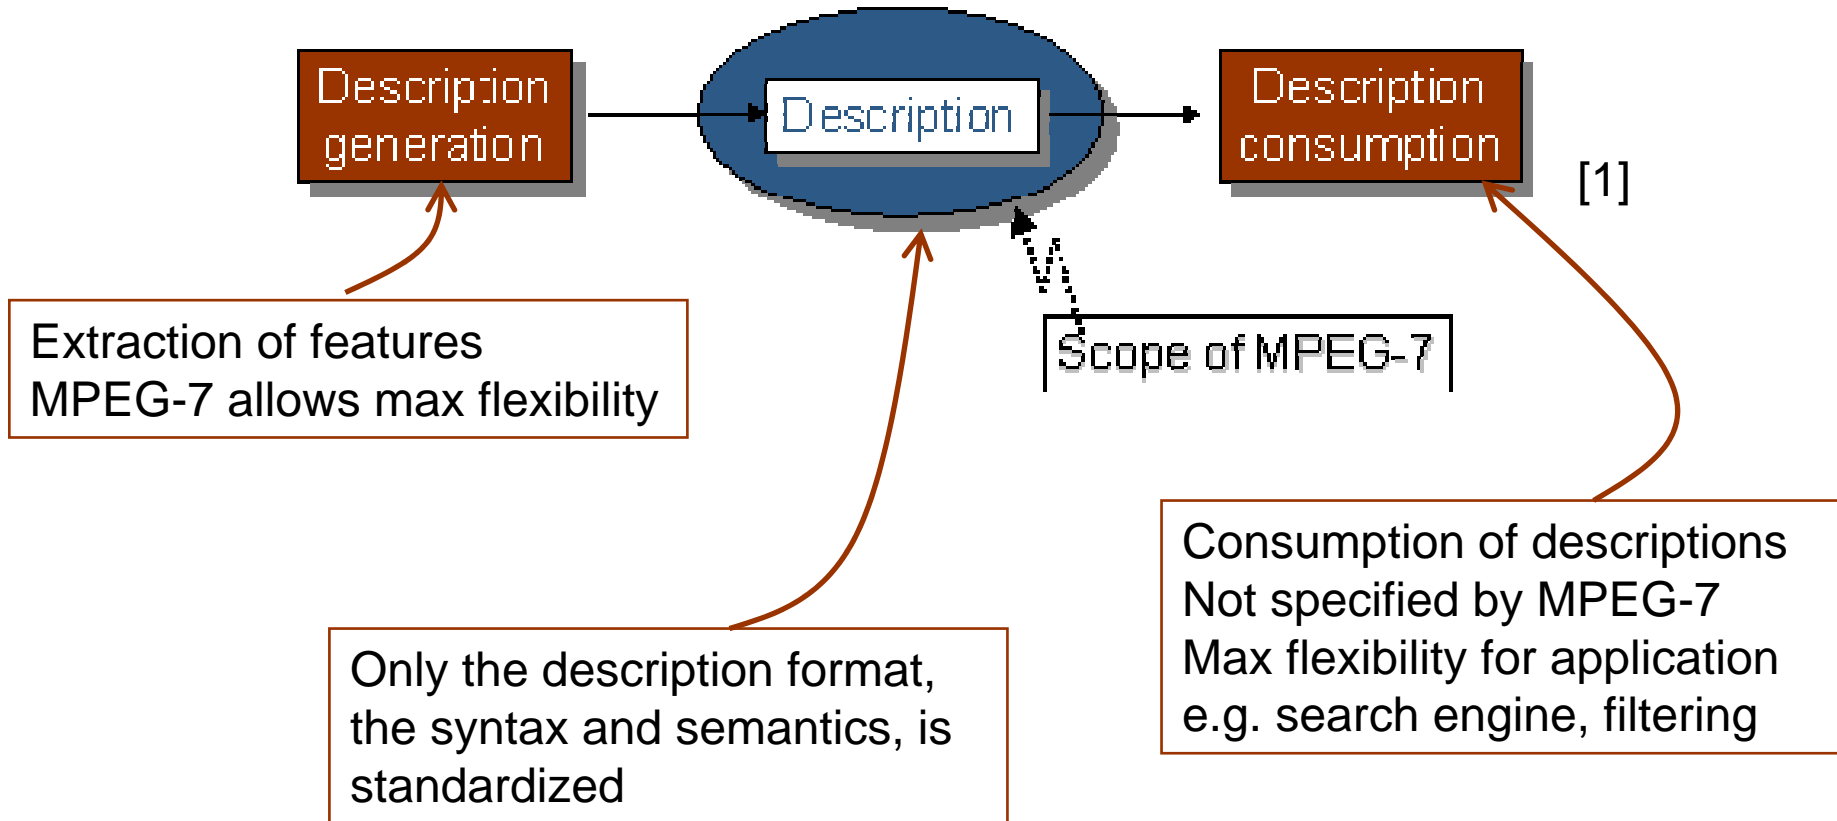 Description
generation
Description
Description
consumption
[1]
Extraction of features
MPEG-7 allows max flexibility
Scope of MPEG-7
Only the description format,
the syntax and semantics, is
standardized
Consumption of descriptions
Not specified by MPEG-7
Max flexibility for application
e.g. search engine, filtering